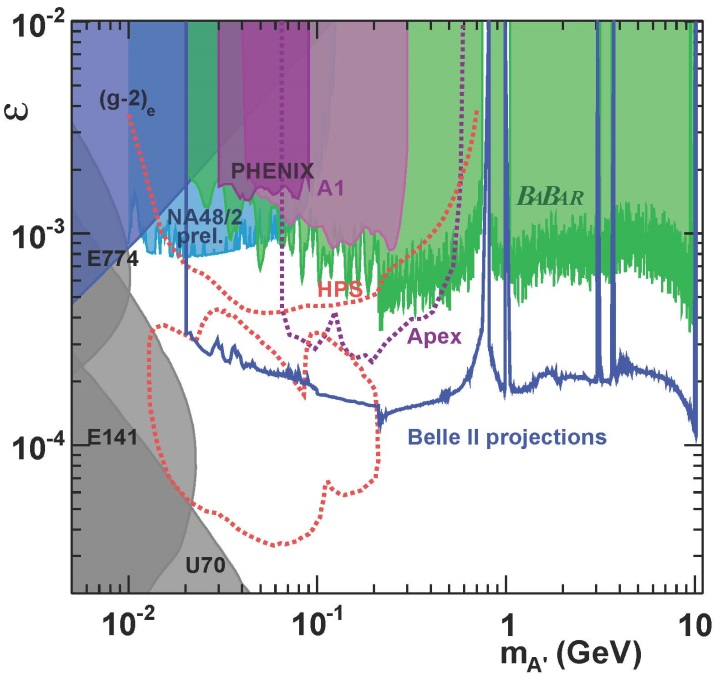 10⁻²
ε
(g-2)ₑ
PHENIX
A1
BABAR
NA48/2
prel.
10⁻³
E774
HPS
Apex
E141
10⁻⁴
Belle II projections
U70
10⁻² 10⁻¹ 1 10
m_A' (GeV)